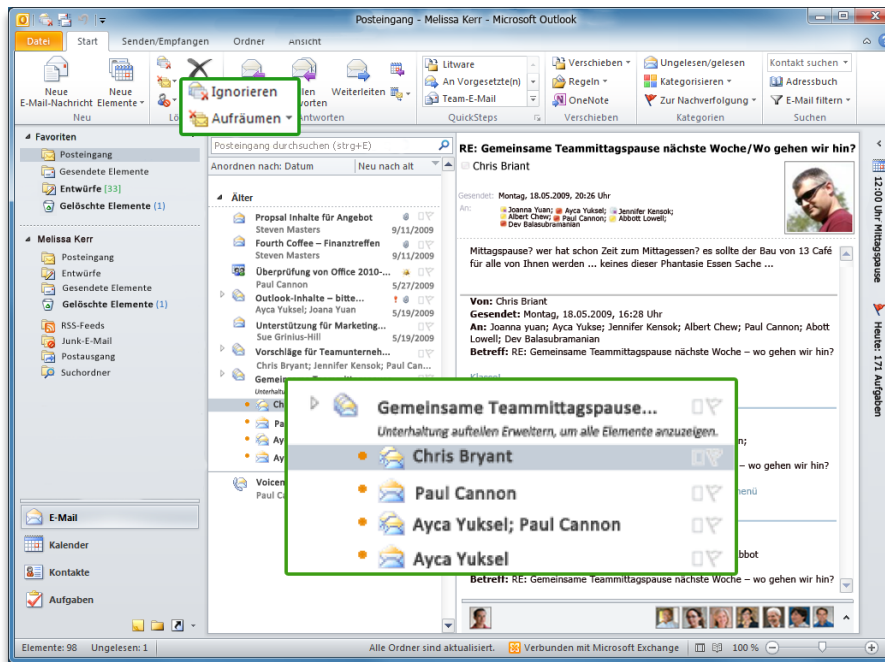 Posteingang - Melissa Kerr - Microsoft Outlook
Datei Start Senden/Empfangen Ordner Ansicht
Neue E-Mail-Nachricht
Neue Elemente
Neu
Ignorieren
Aufräumen
Weiterleiten
Antworten
Litware
An Vorgesetzte(n)
Team-E-Mail
QuickSteps
Verschieben
Regeln
OneNote
Verschieben
Ungelesen/gelesen
Kategorisieren
Zur Nachverfolgung
Kategorien
Kontakt suchen
Adressbuch
E-Mail filtern
Suchen
Favoriten
Posteingang
Gesendete Elemente
Entwürfe [33]
Gelöschte Elemente (1)
Melissa Kerr
Posteingang
Entwürfe
Gesendete Elemente
Gelöschte Elemente (1)
RSS-Feeds
Junk-E-Mail
Postausgang
Suchordner
E-Mail
Kalender
Kontakte
Aufgaben
Posteingang durchsuchen (strg+E)
Anordnen nach: Datum Neu nach alt
Älter
Propsal Inhalte für Angebot
Steven Masters 9/11/2009
Fourth Coffee – Finanztreffen
Steven Masters 9/11/2009
Überprüfung von Office 2010-...
Paul Cannon 5/27/2009
Outlook-Inhalte – bitte...
Ayca Yuksel; Joana Yuan 5/19/2009
Unterstützung für Marketing...
Sue Grinius-Hill 5/19/2009
Vorschläge für Teamunterneh...
Chris Bryant; Jennifer Kensok; Paul Can...
Gemeinsame Teammittagspause...
Unterhaltung aufteilen Erweitern, um alle Elemente anzuzeigen.
Chris Bryant
Paul Cannon
Ayca Yuksel; Paul Cannon
Ayca Yuksel
RE: Gemeinsame Teammittagspause nächste Woche/Wo gehen wir hin?
Chris Briant
Gesendet: Montag, 18.05.2009, 20:26 Uhr
An: Joanna Yuan; Ayca Yuksel; Jennifer Kensok;
Albert Chew; Paul Cannon; Abbott Lowell;
Dev Balasubramanian
Mittagspause? wer hat schon Zeit zum Mittagessen? es sollte der Bau von 13 Café
für alle von Ihnen werden ... keines dieser Phantasie Essen Sache ...
Von: Chris Briant
Gesendet: Montag, 18.05.2009, 16:28 Uhr
An: Joanna yuan; Ayca Yukse; Jennifer Kensok; Albert Chew; Paul Cannon; Abott
Lowell; Dev Balasubramanian
Betreff: RE: Gemeinsame Teammittagspause nächste Woche – wo gehen wir hin?
– wo gehen wir hin?
Betreff: RE: Gemeinsame Teammittagspause nächste Woche – wo gehen wir hin?
12:00 Uhr Mittagspause
Heute: 171 Aufgaben
Elemente: 98 Ungelesen: 1
Alle Ordner sind aktualisiert. Verbunden mit Microsoft Exchange 100 %